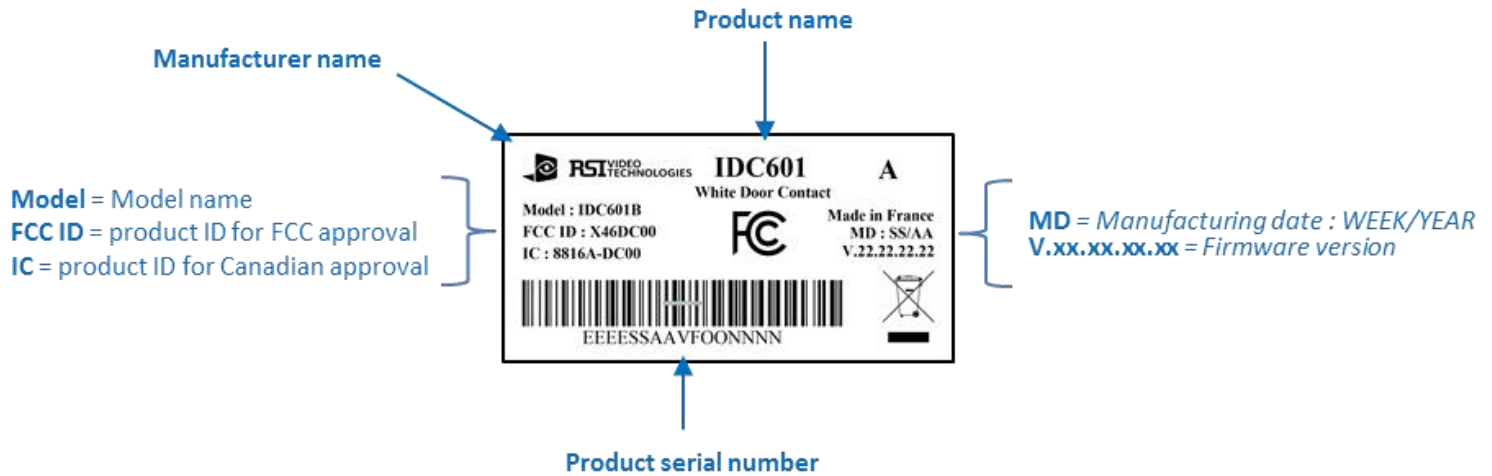 Product name
Manufacturer name
RSI VIDEO TECHNOLOGIES
IDC601
A
White Door Contact
Model : IDC601B
FCC ID : X46DC00
IC : 8816A-DC00
FC
Made in France
MD : SS/AA
V.22.22.22.22
EEEESSAAVFOONNNN
Model = Model name
FCC ID = product ID for FCC approval
IC = product ID for Canadian approval
MD = Manufacturing date : WEEK/YEAR
V.xx.xx.xx.xx = Firmware version
Product serial number